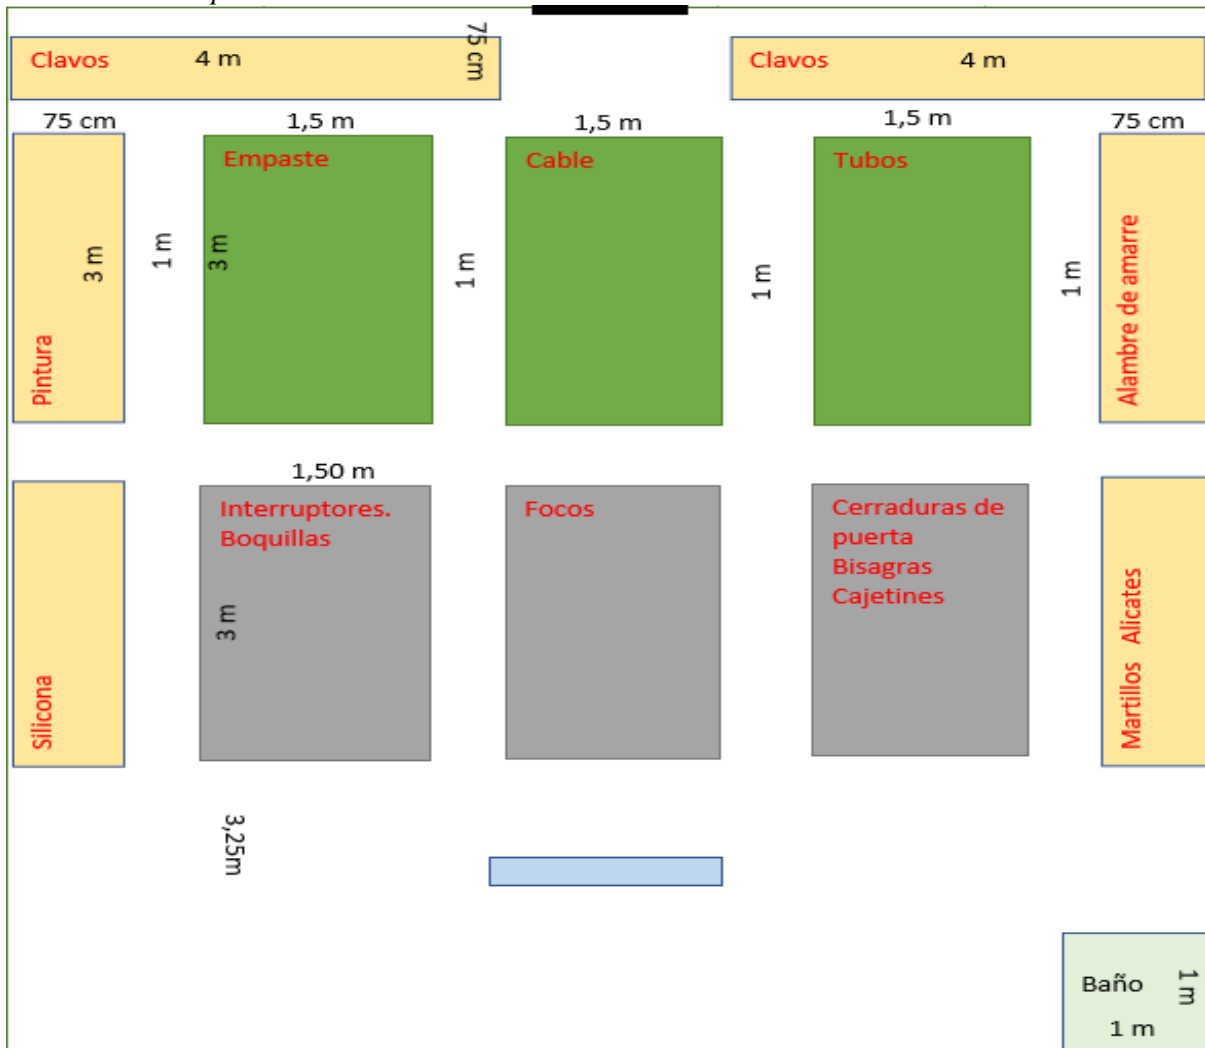 Clavos 4 m 75 cm Clavos 4 m
75 cm 1,5 m 1,5 m 1,5 m 75 cm
Empaste Cable Tubos
3 m 1 m 3 m 1 m 1 m 1 m
Pintura Alambre de amarre
1,50 m
Interruptores.
Boquillas
Focos
Cerraduras de
puerta
Bisagras
Cajetines
3 m
Silicona
Martillos Alicates
3,25m
Baño 1 m
1 m